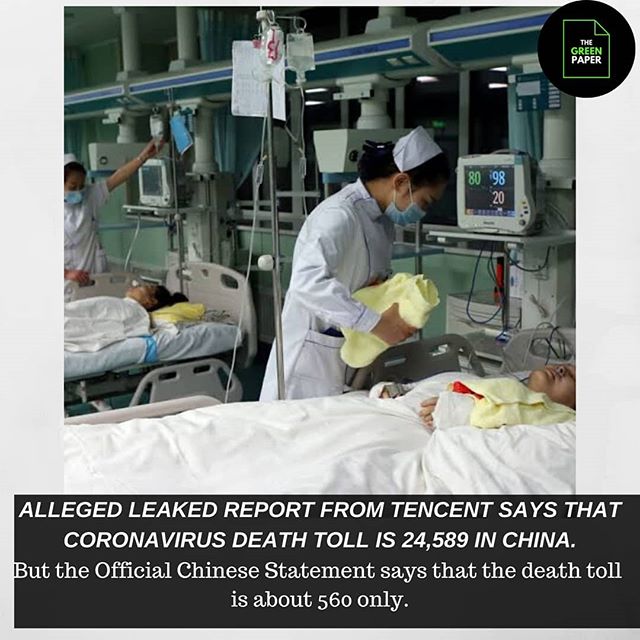 THE
GREEN
PAPER
80 98
20
ALLEGED LEAKED REPORT FROM TENCENT SAYS THAT
CORONAVIRUS DEATH TOLL IS 24,589 IN CHINA.
But the Official Chinese Statement says that the death toll
is about 560 only.